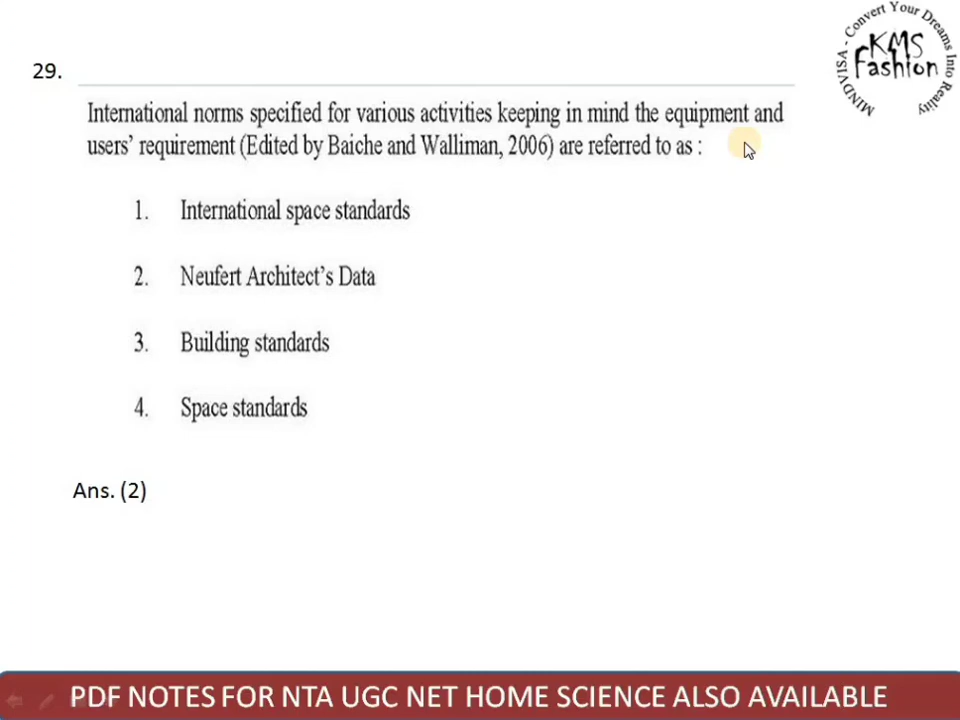 MINDVISA - Convert Your Dreams Into Reality
KMS
Fashion
29.
International norms specified for various activities keeping in mind the equipment and
users’ requirement (Edited by Baiche and Walliman, 2006) are referred to as :
1. International space standards
2. Neufert Architect’s Data
3. Building standards
4. Space standards
Ans. (2)
PDF NOTES FOR NTA UGC NET HOME SCIENCE ALSO AVAILABLE